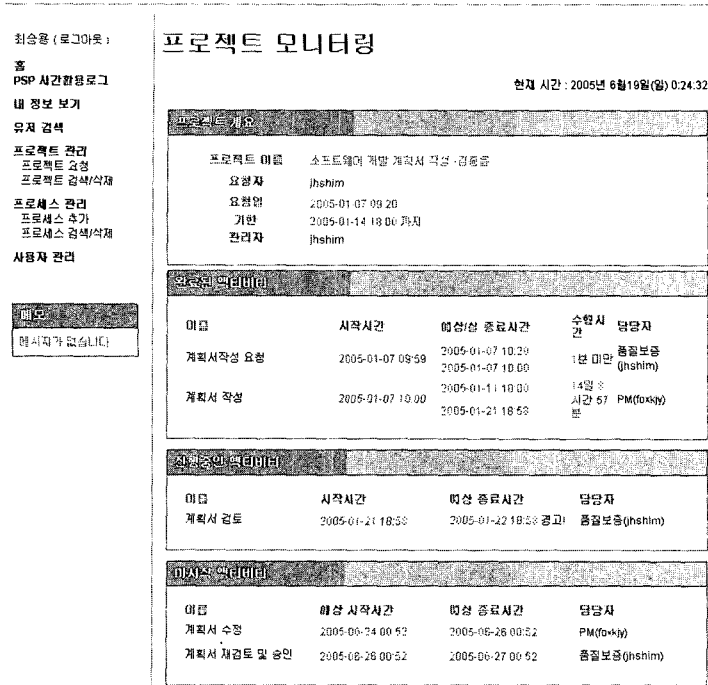 최승용 (로그아웃)
홈
PSP 시간활용로그
내 정보 보기
유저 검색
프로젝트 관리
프로젝트 요청
프로젝트 검색/삭제
프로세스 관리
프로세스 추가
프로세스 검색/삭제
사용자 관리
메모
메시지가 없습니다
프로젝트 모니터링
현재 시간 : 2005년 6월19일(일) 0:24:32
프로젝트 개요
프로젝트 이름 소프트웨어 개발 계획서 작성
요청자 jhshim
요청일 2005-01-07 09:20
기한 2005-01-14 18:00 까지
관리자 jhshim
완료된 액티비티
이름 시작시간 예상/실 종료시간 수행시간 담당자
계획서작성 요청 2005-01-07 09:59 2005-01-07 10:30 2005-01-07 10:00 1분 미만 품질보증(jhshim)
계획서 작성 2005-01-07 10:00 2005-01-11 18:00 2005-01-21 18:58 14일 8시간 57분 PM(foxkjy)
진행중인 액티비티
이름 시작시간 예상 종료시간 담당자
계획서 검토 2005-01-21 18:58 2005-01-22 18:58 경고! 품질보증(jhshim)
미시작 액티비티
이름 예상 시작시간 예상 종료시간 담당자
계획서 수정 2005-06-24 00:52 2005-06-26 00:52 PM(foxkjy)
계획서 재검토 및 승인 2005-06-26 00:52 2005-06-27 00:52 품질보증(jhshim)